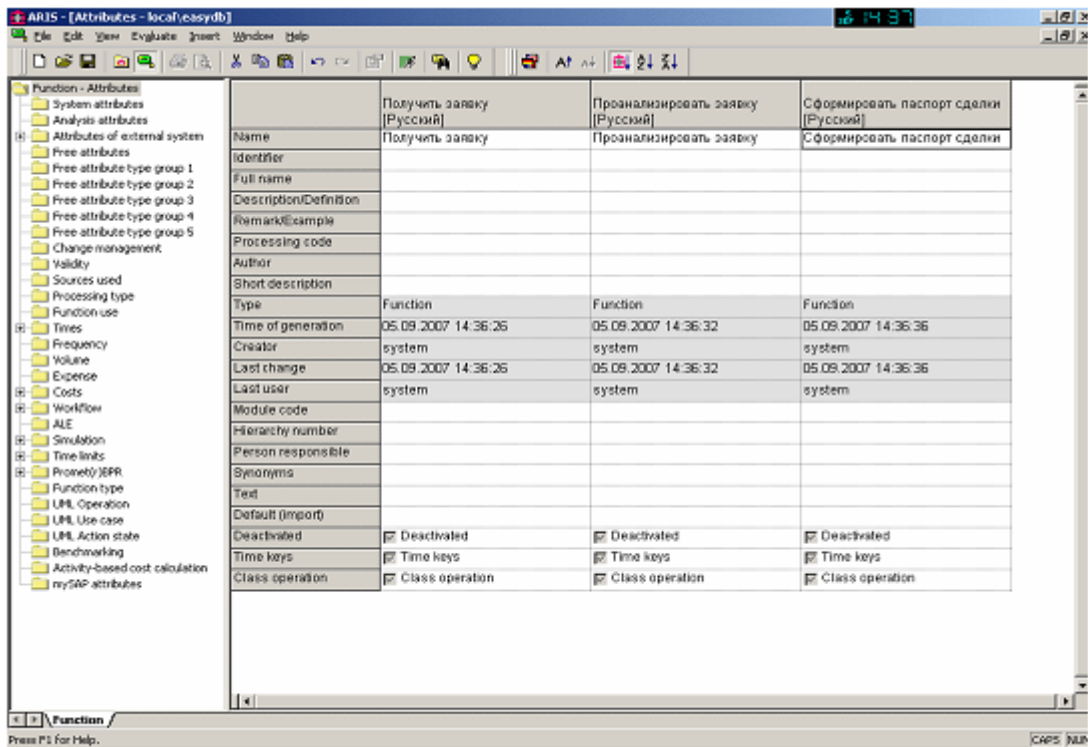 ARIS - [Attributes - local\easydb]
14 37
File Edit View Evaluate Insert Window Help
Function - Attributes
System attributes
Analysis attributes
Attributes of external system
Free attributes
Free attribute type group 1
Free attribute type group 2
Free attribute type group 3
Free attribute type group 4
Free attribute type group 5
Change management
Validity
Sources used
Processing type
Function use
Times
Frequency
Volume
Expense
Costs
Workflow
ALE
Simulation
Time limits
Promet(r)BPR
Function type
UML Operation
UML Use case
UML Action state
Benchmarking
Activity-based cost calculation
mySAP attributes
Получить заявку [Русский] Проанализировать заявку [Русский] Сформировать паспорт сделки [Русский]
Name Получить заявку Проанализировать заявку Сформировать паспорт сделки
Identifier
Full name
Description/Definition
Remark/Example
Processing code
Author
Short description
Type Function Function Function
Time of generation 05.09.2007 14:36:26 05.09.2007 14:36:32 05.09.2007 14:36:36
Creator system system system
Last change 05.09.2007 14:36:26 05.09.2007 14:36:32 05.09.2007 14:36:36
Last user system system system
Module code
Hierarchy number
Person responsible
Synonyms
Text
Default (import)
Deactivated Deactivated Deactivated Deactivated
Time keys Time keys Time keys Time keys
Class operation Class operation Class operation Class operation
Function
Press F1 for Help.
CAPS NUM